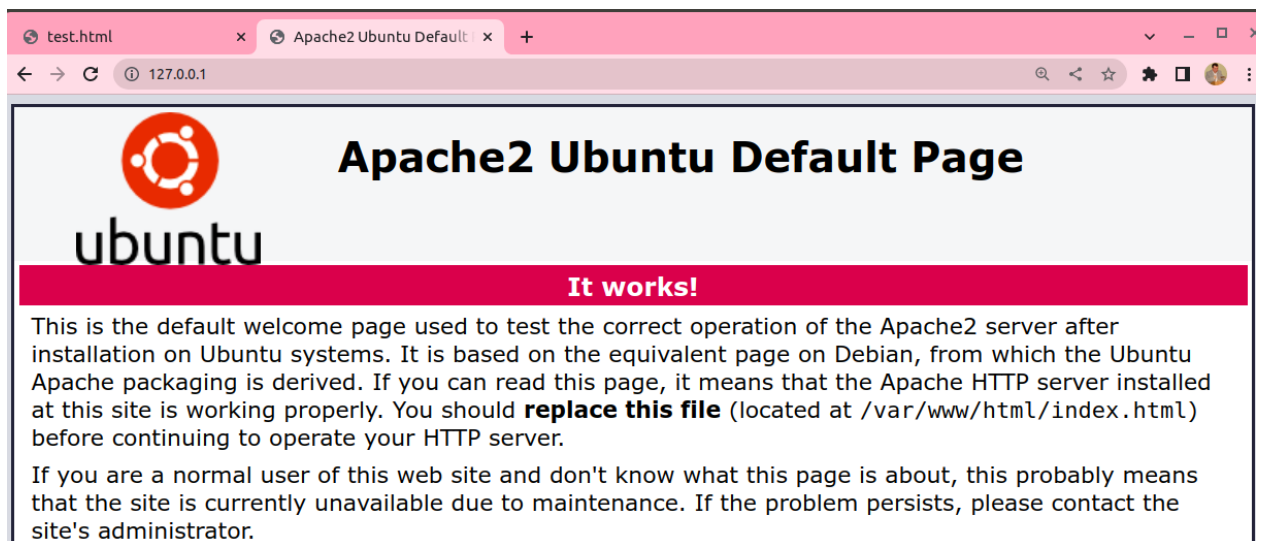 test.html
Apache2 Ubuntu Default
127.0.0.1
ubuntu
Apache2 Ubuntu Default Page
It works!
This is the default welcome page used to test the correct operation of the Apache2 server after
installation on Ubuntu systems. It is based on the equivalent page on Debian, from which the Ubuntu
Apache packaging is derived. If you can read this page, it means that the Apache HTTP server installed
at this site is working properly. You should replace this file (located at /var/www/html/index.html)
before continuing to operate your HTTP server.
If you are a normal user of this web site and don't know what this page is about, this probably means
that the site is currently unavailable due to maintenance. If the problem persists, please contact the
site's administrator.